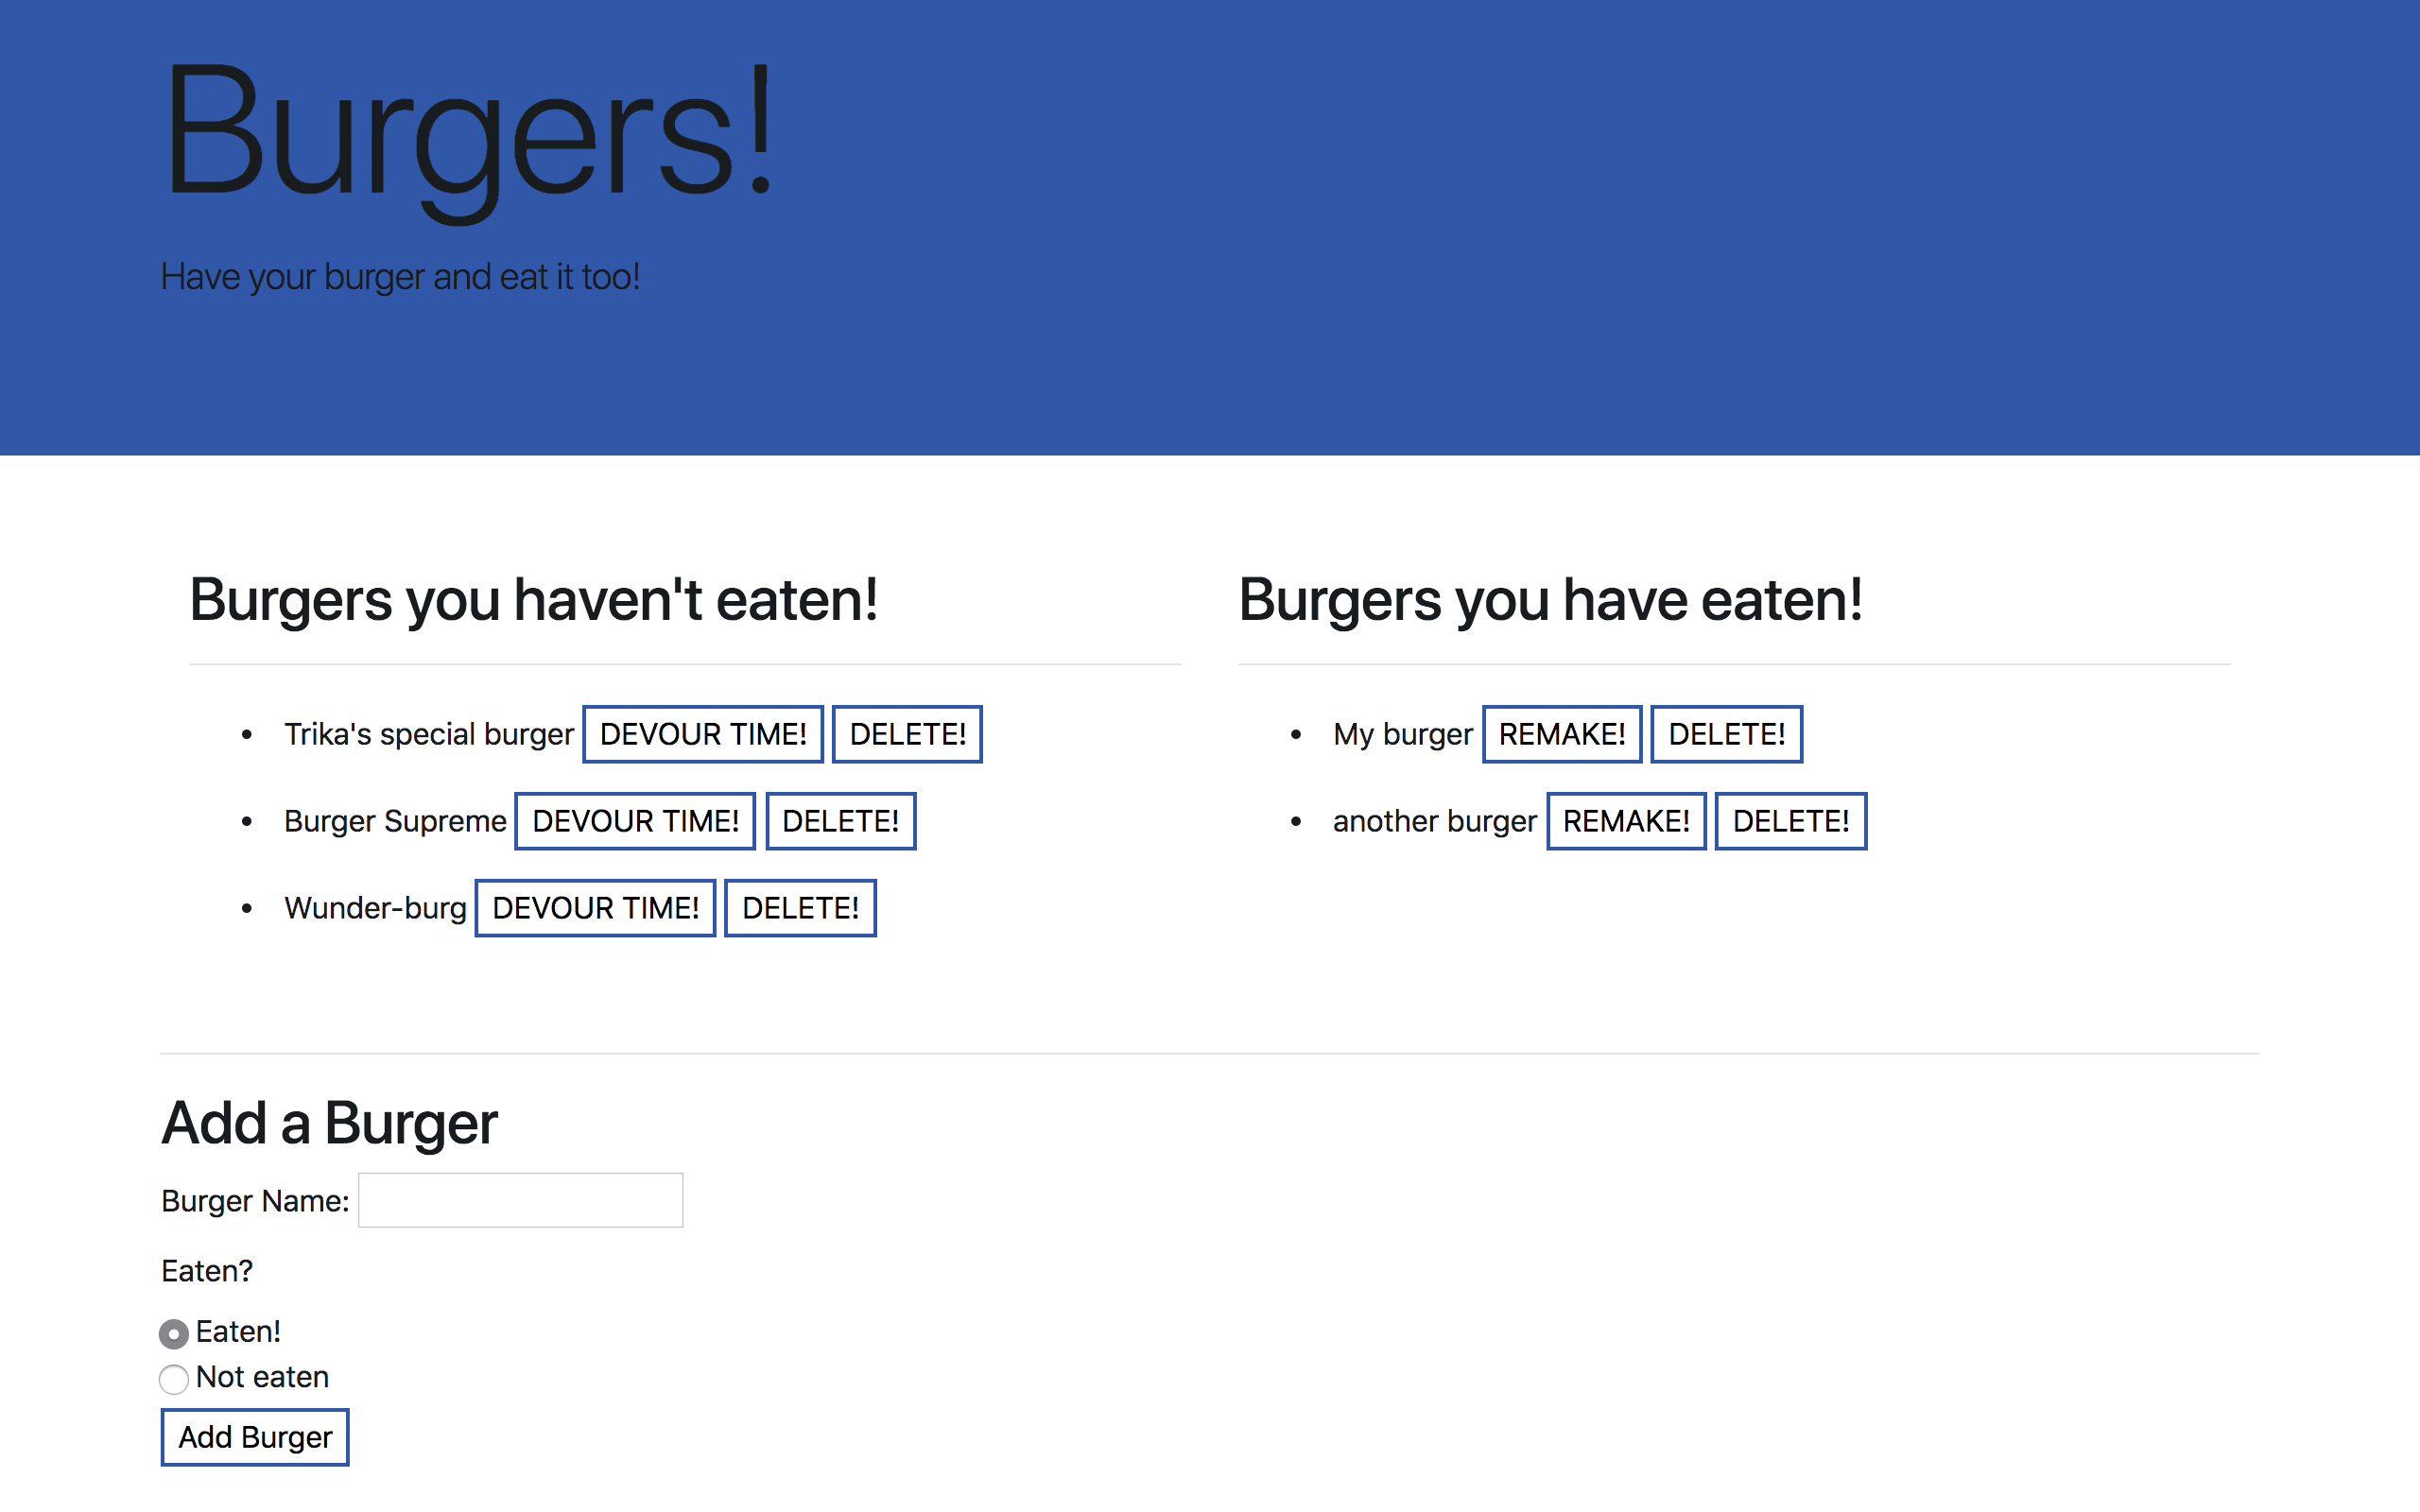 Burgers!
Have your burger and eat it too!
Burgers you haven't eaten!
Trika's special burger DEVOUR TIME! DELETE!
Burger Supreme DEVOUR TIME! DELETE!
Wunder-burg DEVOUR TIME! DELETE!
Burgers you have eaten!
My burger REMAKE! DELETE!
another burger REMAKE! DELETE!
Add a Burger
Burger Name:
Eaten?
Eaten!
Not eaten
Add Burger